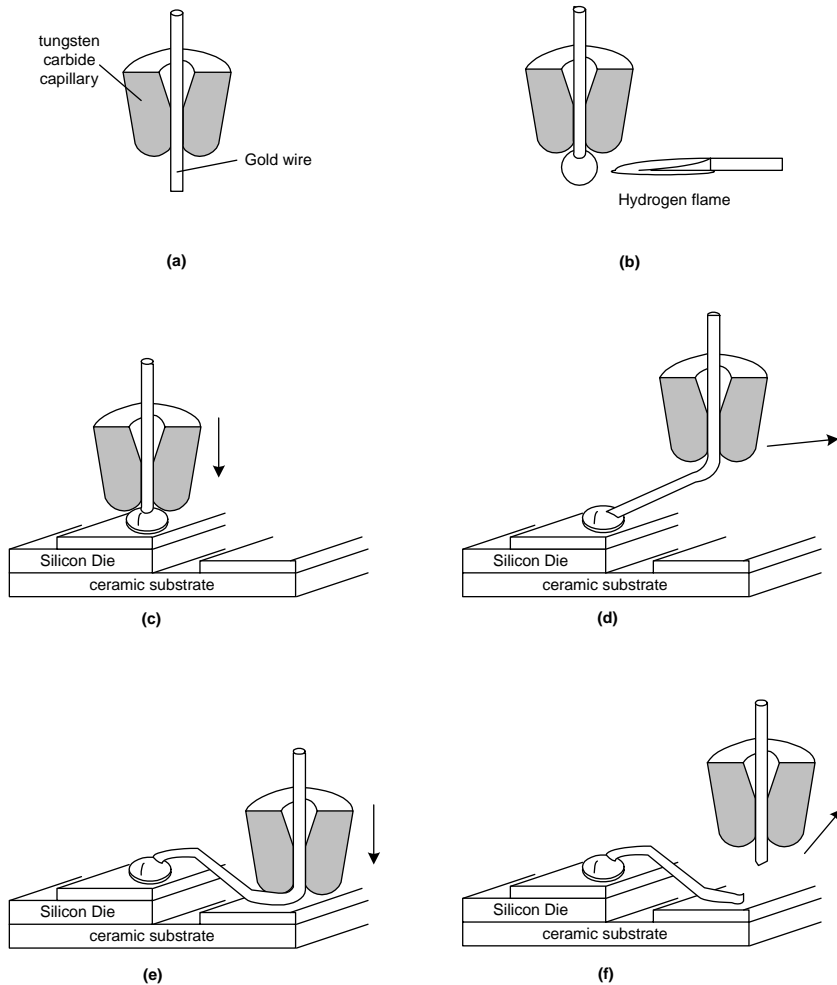 tungsten
carbide
capillary
Gold wire
(a)
Hydrogen flame
(b)
Silicon Die
ceramic substrate
(c)
Silicon Die
ceramic substrate
(d)
Silicon Die
ceramic substrate
(e)
Silicon Die
ceramic substrate
(f)